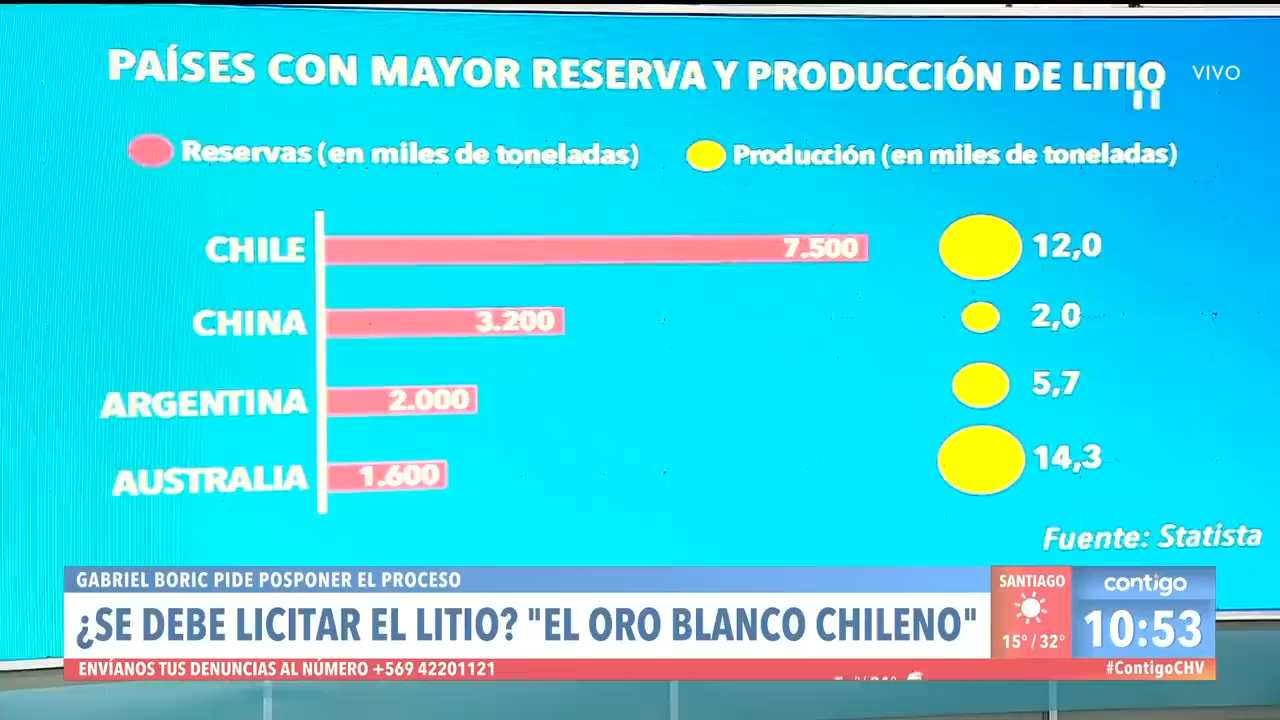 PAÍSES CON MAYOR RESERVA Y PRODUCCIÓN DE LITIO
VIVO
Reservas (en miles de toneladas)
Producción (en miles de toneladas)
CHILE 7.500 12,0
CHINA 3.200 2,0
ARGENTINA 2.000 5,7
AUSTRALIA 1.600 14,3
Fuente: Statista
GABRIEL BORIC PIDE POSPONER EL PROCESO
¿SE DEBE LICITAR EL LITIO? "EL ORO BLANCO CHILENO"
SANTIAGO
15° / 32°
contigo
10:53
ENVÍANOS TUS DENUNCIAS AL NÚMERO +569 42201121
#ContigoCHV